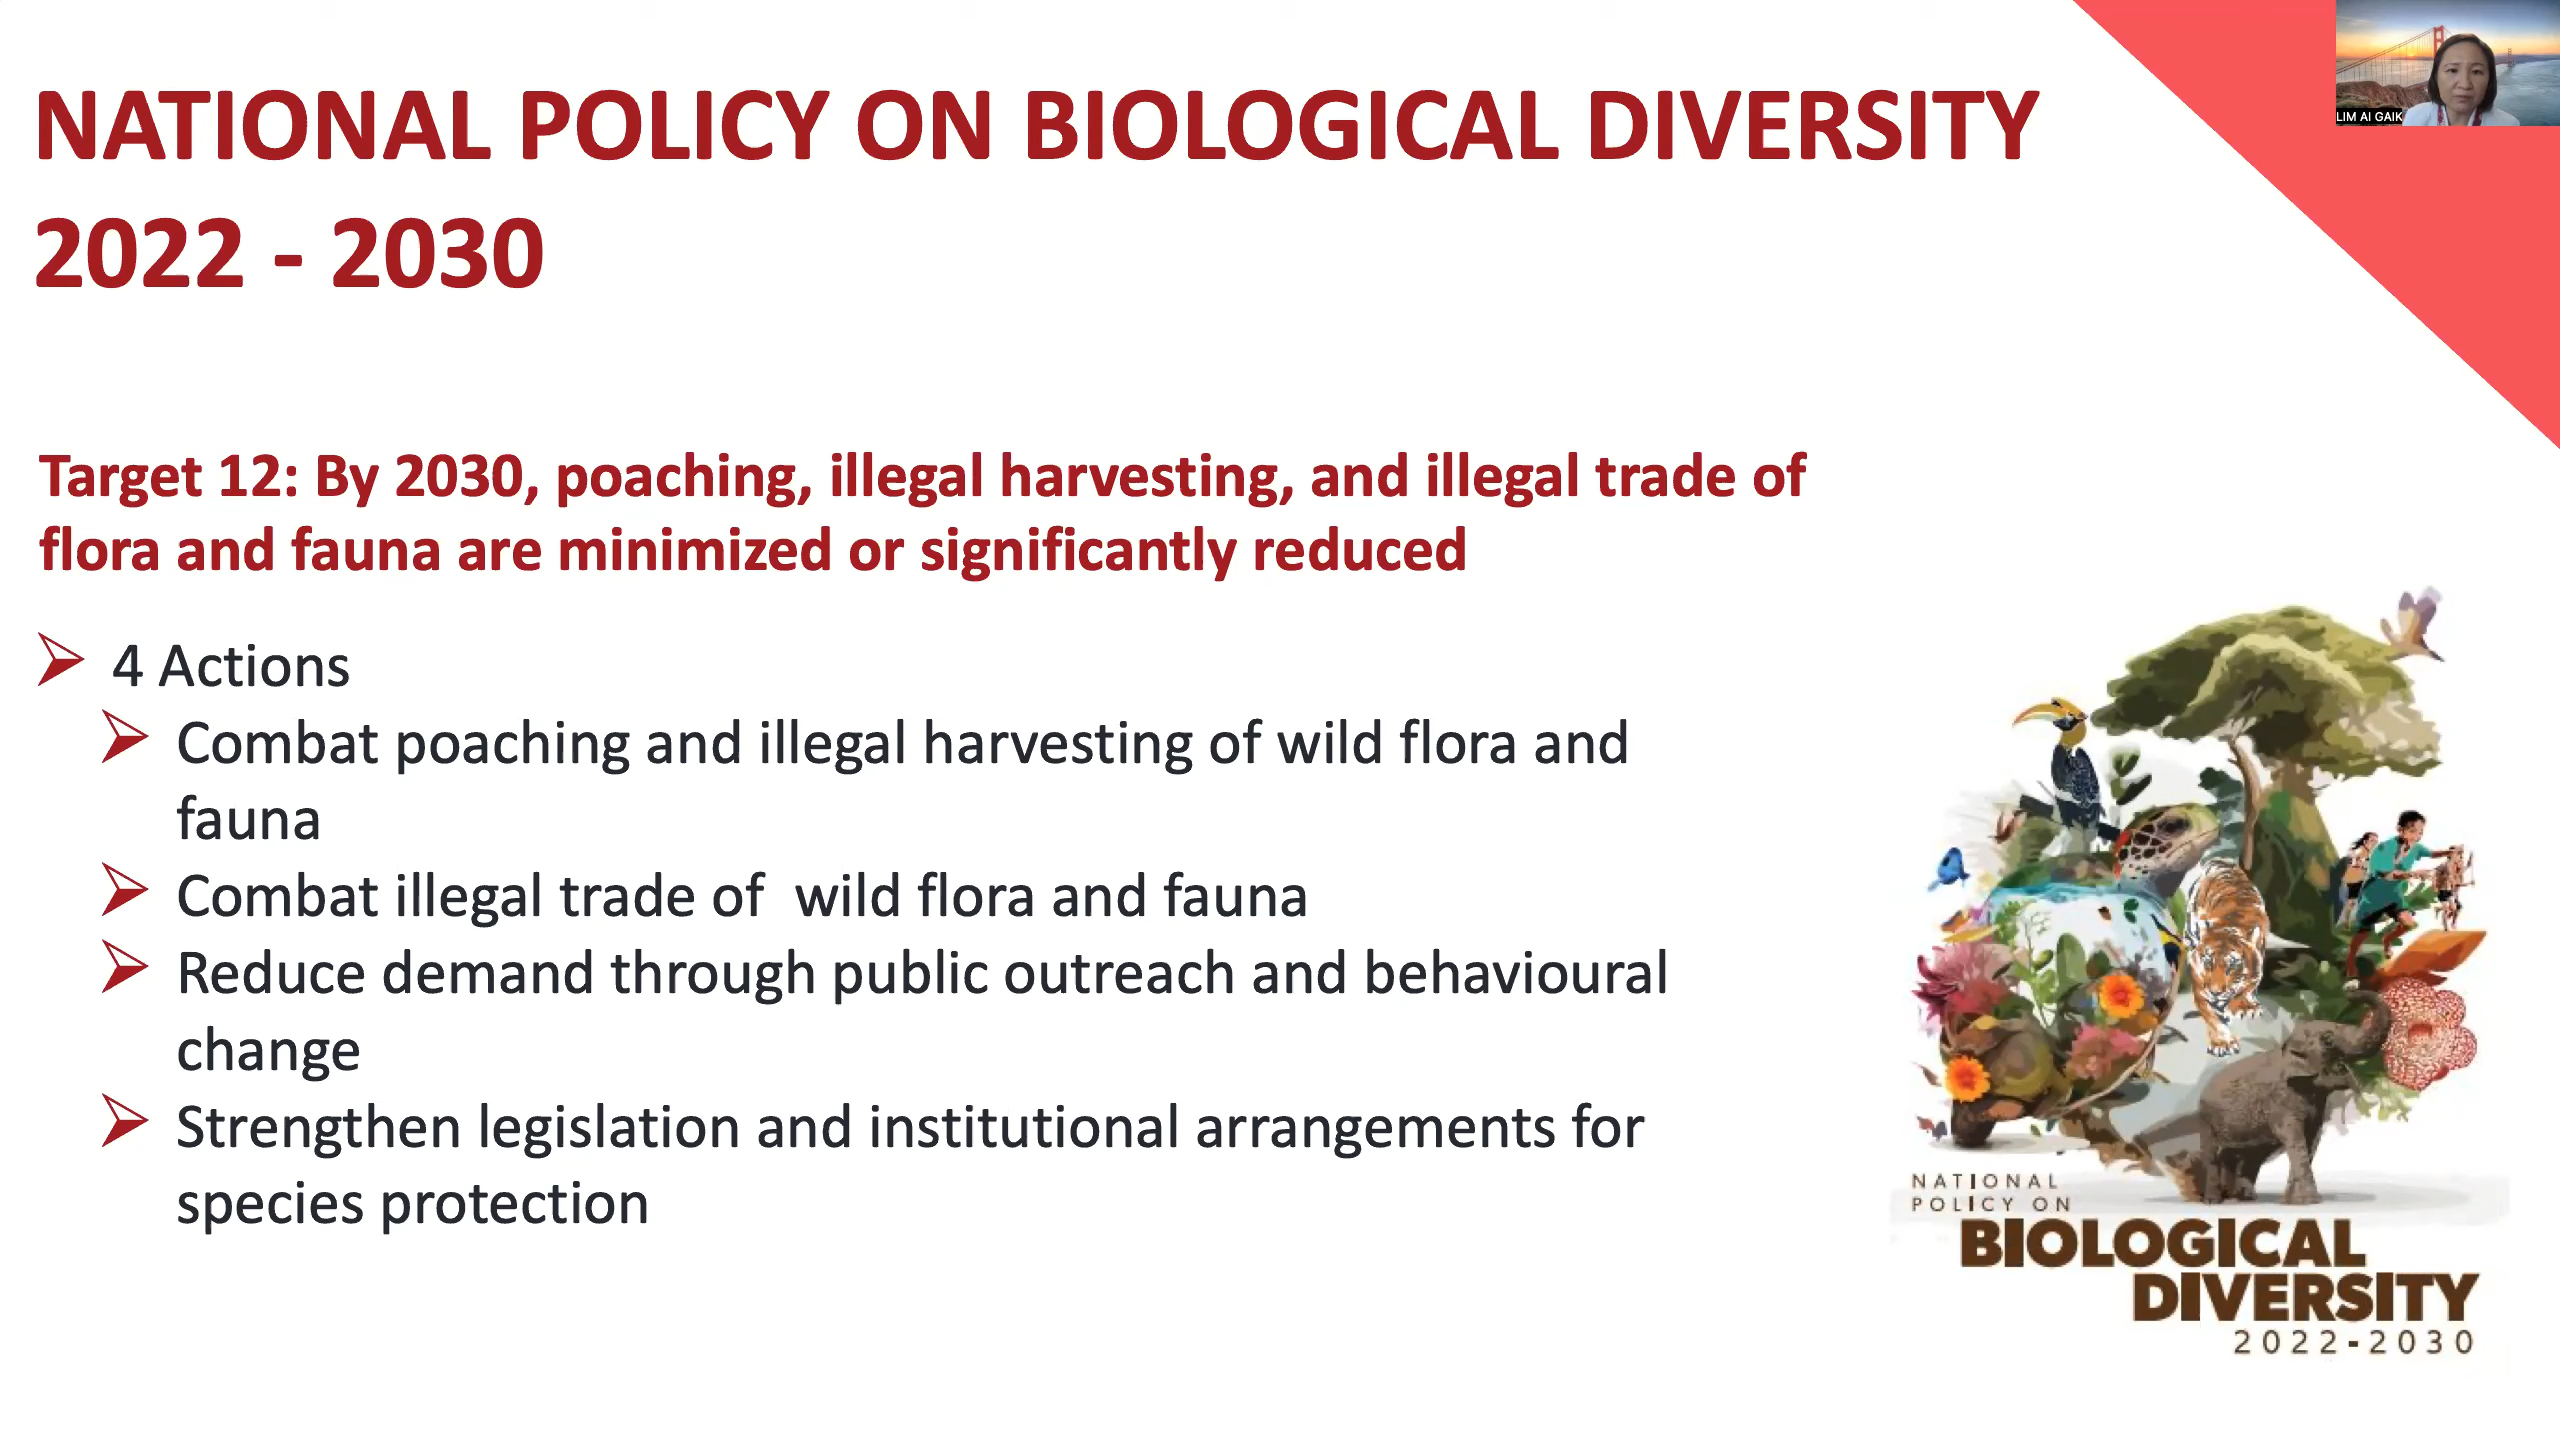 NATIONAL POLICY ON BIOLOGICAL DIVERSITY
2022 - 2030
LIM AI GAIK
Target 12: By 2030, poaching, illegal harvesting, and illegal trade of
flora and fauna are minimized or significantly reduced
4 Actions
Combat poaching and illegal harvesting of wild flora and
fauna
Combat illegal trade of  wild flora and fauna
Reduce demand through public outreach and behavioural
change
Strengthen legislation and institutional arrangements for
species protection
NATIONAL
POLICY ON
BIOLOGICAL
DIVERSITY
2022-2030